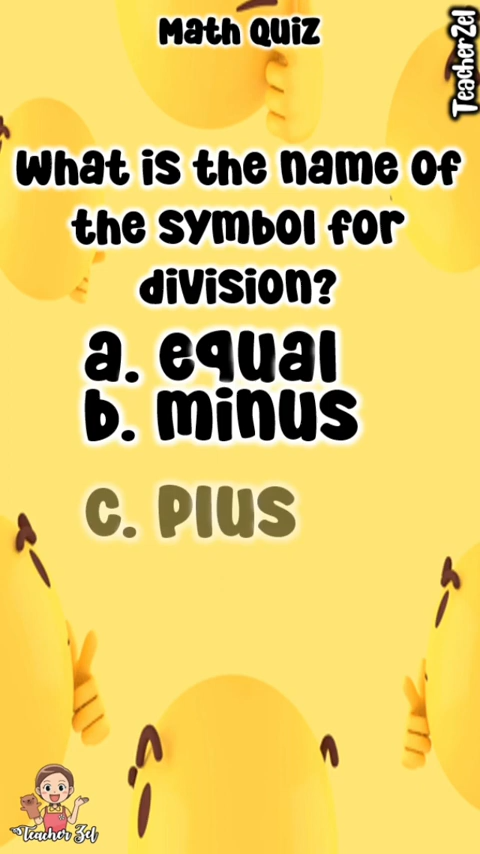 Math Quiz
TeacherZel
What is the name of
the symbol for
division?
a. equal
b. minus
c. plus
Teacher Zel